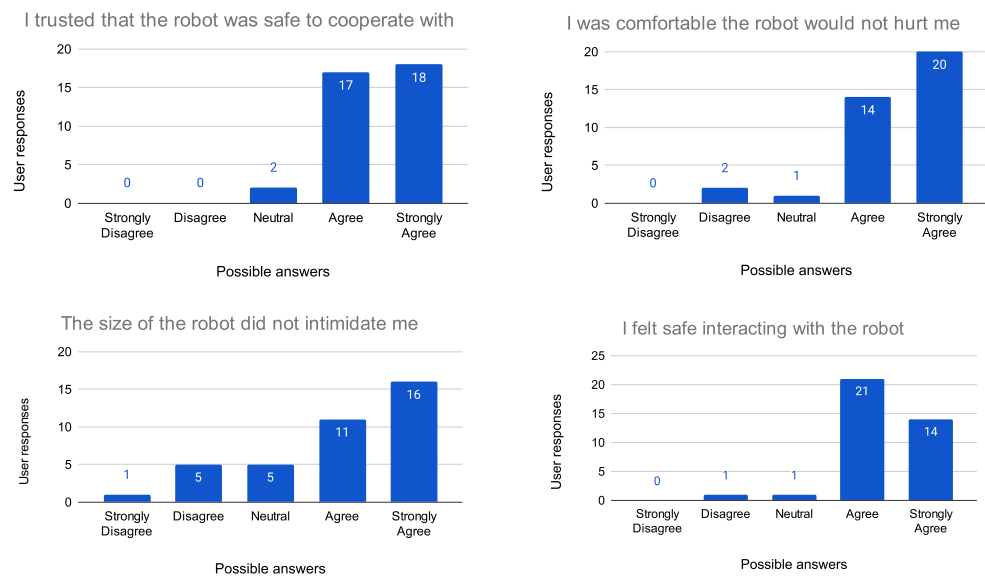 I trusted that the robot was safe to cooperate with
User responses
20
15
10
5
0
0
0
2
17
18
Strongly
Disagree
Disagree
Neutral
Agree
Strongly
Agree
Possible answers
I was comfortable the robot would not hurt me
User responses
20
15
10
5
0
0
2
1
14
20
Strongly
Disagree
Disagree
Neutral
Agree
Strongly
Agree
Possible answers
The size of the robot did not intimidate me
User responses
20
15
10
5
0
1
5
5
11
16
Strongly
Disagree
Disagree
Neutral
Agree
Strongly
Agree
Possible answers
I felt safe interacting with the robot
User responses
25
20
15
10
5
0
0
1
1
21
14
Strongly
Disagree
Disagree
Neutral
Agree
Strongly
Agree
Possible answers